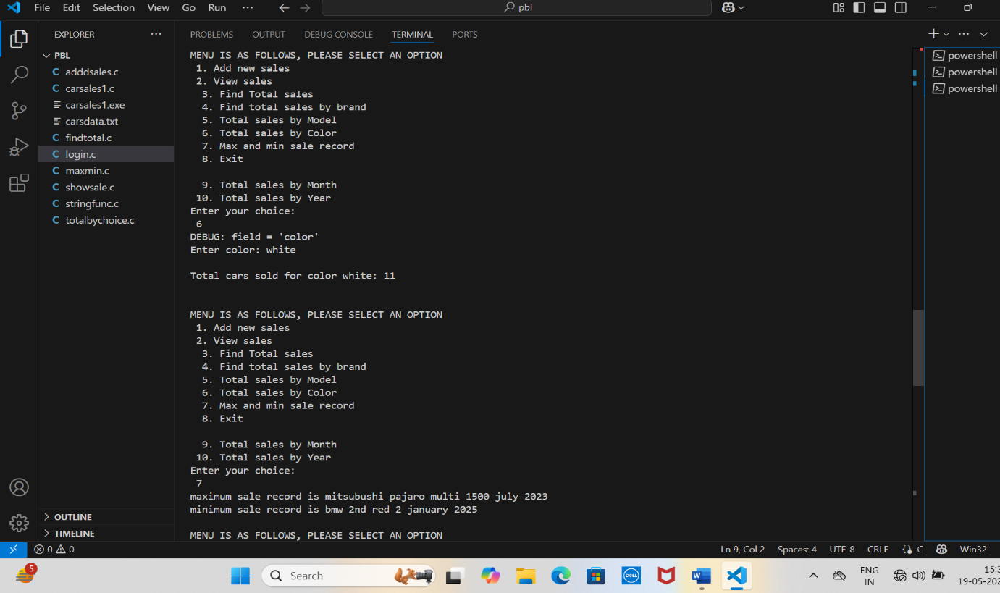 File Edit Selection View Go Run ··· pbl
EXPLORER ···
PBL
C adddsales.c
C carsales1.c
carsales1.exe
carsdata.txt
C findtotal.c
C login.c
C maxmin.c
C showsale.c
C stringfunc.c
C totalbychoice.c
OUTLINE
TIMELINE
PROBLEMS OUTPUT DEBUG CONSOLE TERMINAL PORTS
MENU IS AS FOLLOWS, PLEASE SELECT AN OPTION
1. Add new sales
2. View sales
3. Find Total sales
4. Find total sales by brand
5. Total sales by Model
6. Total sales by Color
7. Max and min sale record
8. Exit
9. Total sales by Month
10. Total sales by Year
Enter your choice:
6
DEBUG: field = 'color'
Enter color: white
Total cars sold for color white: 11
MENU IS AS FOLLOWS, PLEASE SELECT AN OPTION
1. Add new sales
2. View sales
3. Find Total sales
4. Find total sales by brand
5. Total sales by Model
6. Total sales by Color
7. Max and min sale record
8. Exit
9. Total sales by Month
10. Total sales by Year
Enter your choice:
7
maximum sale record is mitsubushi pajaro multi 1500 july 2023
minimum sale record is bmw 2nd red 2 january 2025
MENU IS AS FOLLOWS, PLEASE SELECT AN OPTION
powershell
powershell
powershell
0 0 Ln 9, Col 2 Spaces: 4 UTF-8 CRLF {} C Win32
5
Search
DELL
W
ENG
IN
15:3
19-05-202